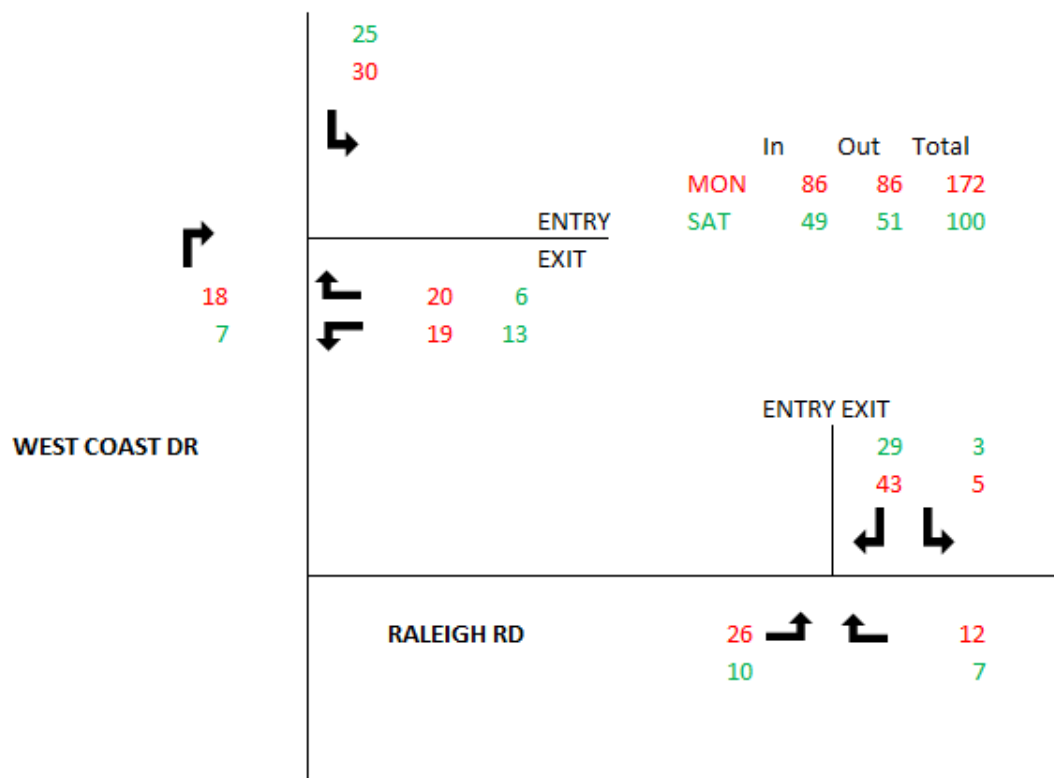 25
30
In Out Total
MON 86 86 172
ENTRY SAT 49 51 100
EXIT
18 20 6
7 19 13
ENTRY EXIT
WEST COAST DR 29 3
43 5
RALEIGH RD 26 12
10 7